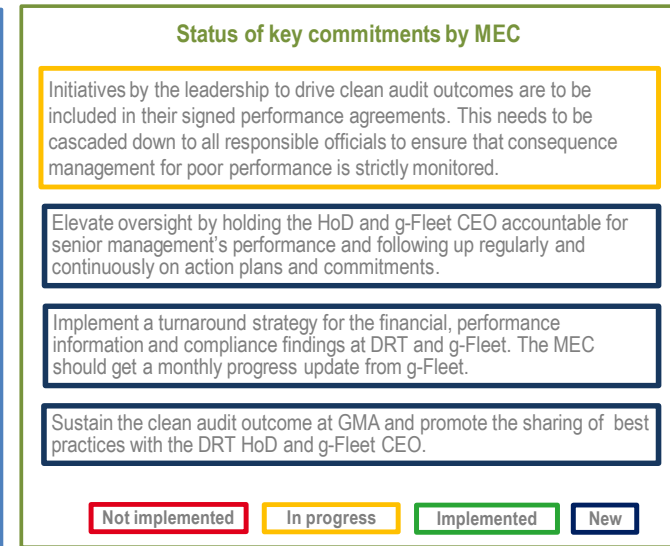 Status of key commitments by MEC
Initiatives by the leadership to drive clean audit outcomes are to be
included in their signed performance agreements. This needs to be
cascaded down to all responsible officials to ensure that consequence
management for poor performance is strictly monitored.
Elevate oversight by holding the HoD and g-Fleet CEO accountable for
senior management's performance and following up regularly and
continuously on action plans and commitments.
Implement a turnaround strategy for the financial, performance
information and compliance findings at DRT and g-Fleet. The MEC
should get a monthly progress update from g-Fleet.
Sustain the clean audit outcome at GMA and promote the sharing of best
practices with the DRT HoD and g-Fleet CEO.
Not implemented In progress Implemented New